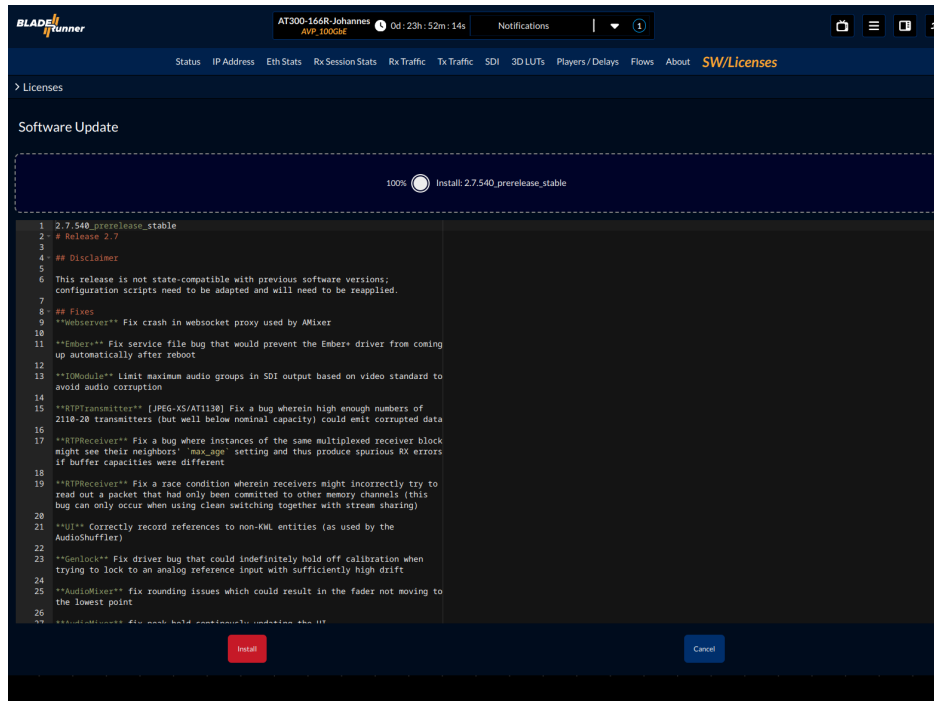 BLADE
runner
AT300-166R-Johannes
AVP_100GbE
0d : 23h : 52m : 14s
Notifications
1
Status IP Address Eth Stats Rx Session Stats Rx Traffic Tx Traffic SDI 3D LUTs Players / Delays Flows About SW/Licenses
> Licenses
Software Update
100% Install: 2.7.540_prerelease_stable
1 2.7.540_prerelease_stable
2 # Release 2.7
3
4 ## Disclaimer
5
6 This release is not state-compatible with previous software versions;
configuration scripts need to be adapted and will need to be reapplied.
7
8 ## Fixes
9 **Webserver** Fix crash in websocket proxy used by AMixer
10
11 **Ember+** Fix service file bug that would prevent the Ember+ driver from coming
up automatically after reboot
12
13 **IOModule** Limit maximum audio groups in SDI output based on video standard to
avoid audio corruption
14
15 **RTPTransmitter** [JPEG-XS/AT1130] Fix a bug wherein high enough numbers of
2110-20 transmitters (but well below nominal capacity) could emit corrupted data
16
17 **RTPReceiver** Fix a bug where instances of the same multiplexed receiver block
might see their neighbors' `max_age` setting and thus produce spurious RX errors
if buffer capacities were different
18
19 **RTPReceiver** Fix a race condition wherein receivers might incorrectly try to
read out a packet that had only been committed to other memory channels (this
bug can only occur when using clean switching together with stream sharing)
20
21 **UI** Correctly record references to non-KWL entities (as used by the
AudioShuffler)
22
23 **Genlock** Fix driver bug that could indefinitely hold off calibration when
trying to lock to an analog reference input with sufficiently high drift
24
25 **AudioMixer** fix rounding issues which could result in the fader not moving to
the lowest point
26
27 **AudioMixer** fix peak hold continously updating the UI
Install
Cancel